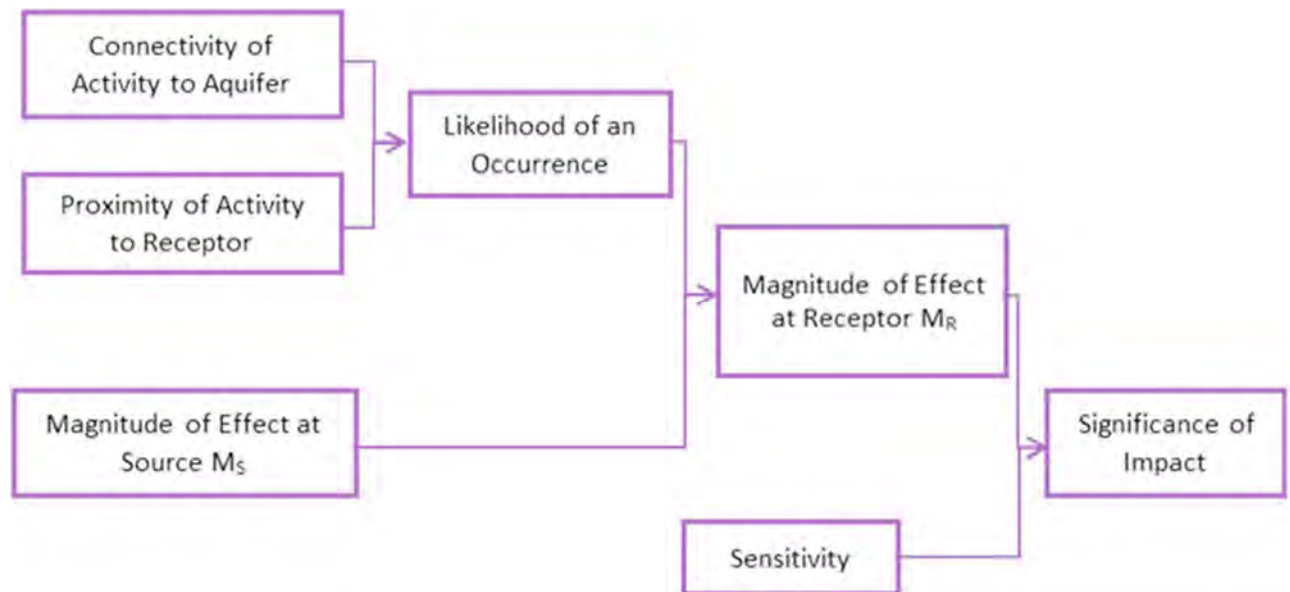 Connectivity of
Activity to Aquifer
Proximity of Activity
to Receptor
Likelihood of an
Occurrence
Magnitude of Effect at
Source MS
Magnitude of Effect
at Receptor MR
Sensitivity
Significance of
Impact